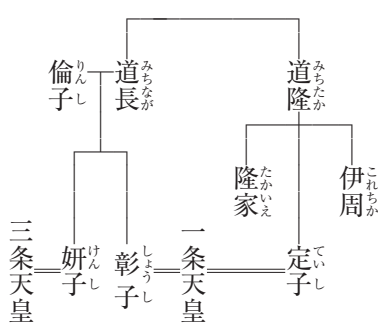 道隆
みちたか
道長
みちなが
倫子
りんし
伊周
これちか
隆家
たかいえ
定子
ていし
一条天皇
彰子
しょうし
妍子
けんし
三条天皇